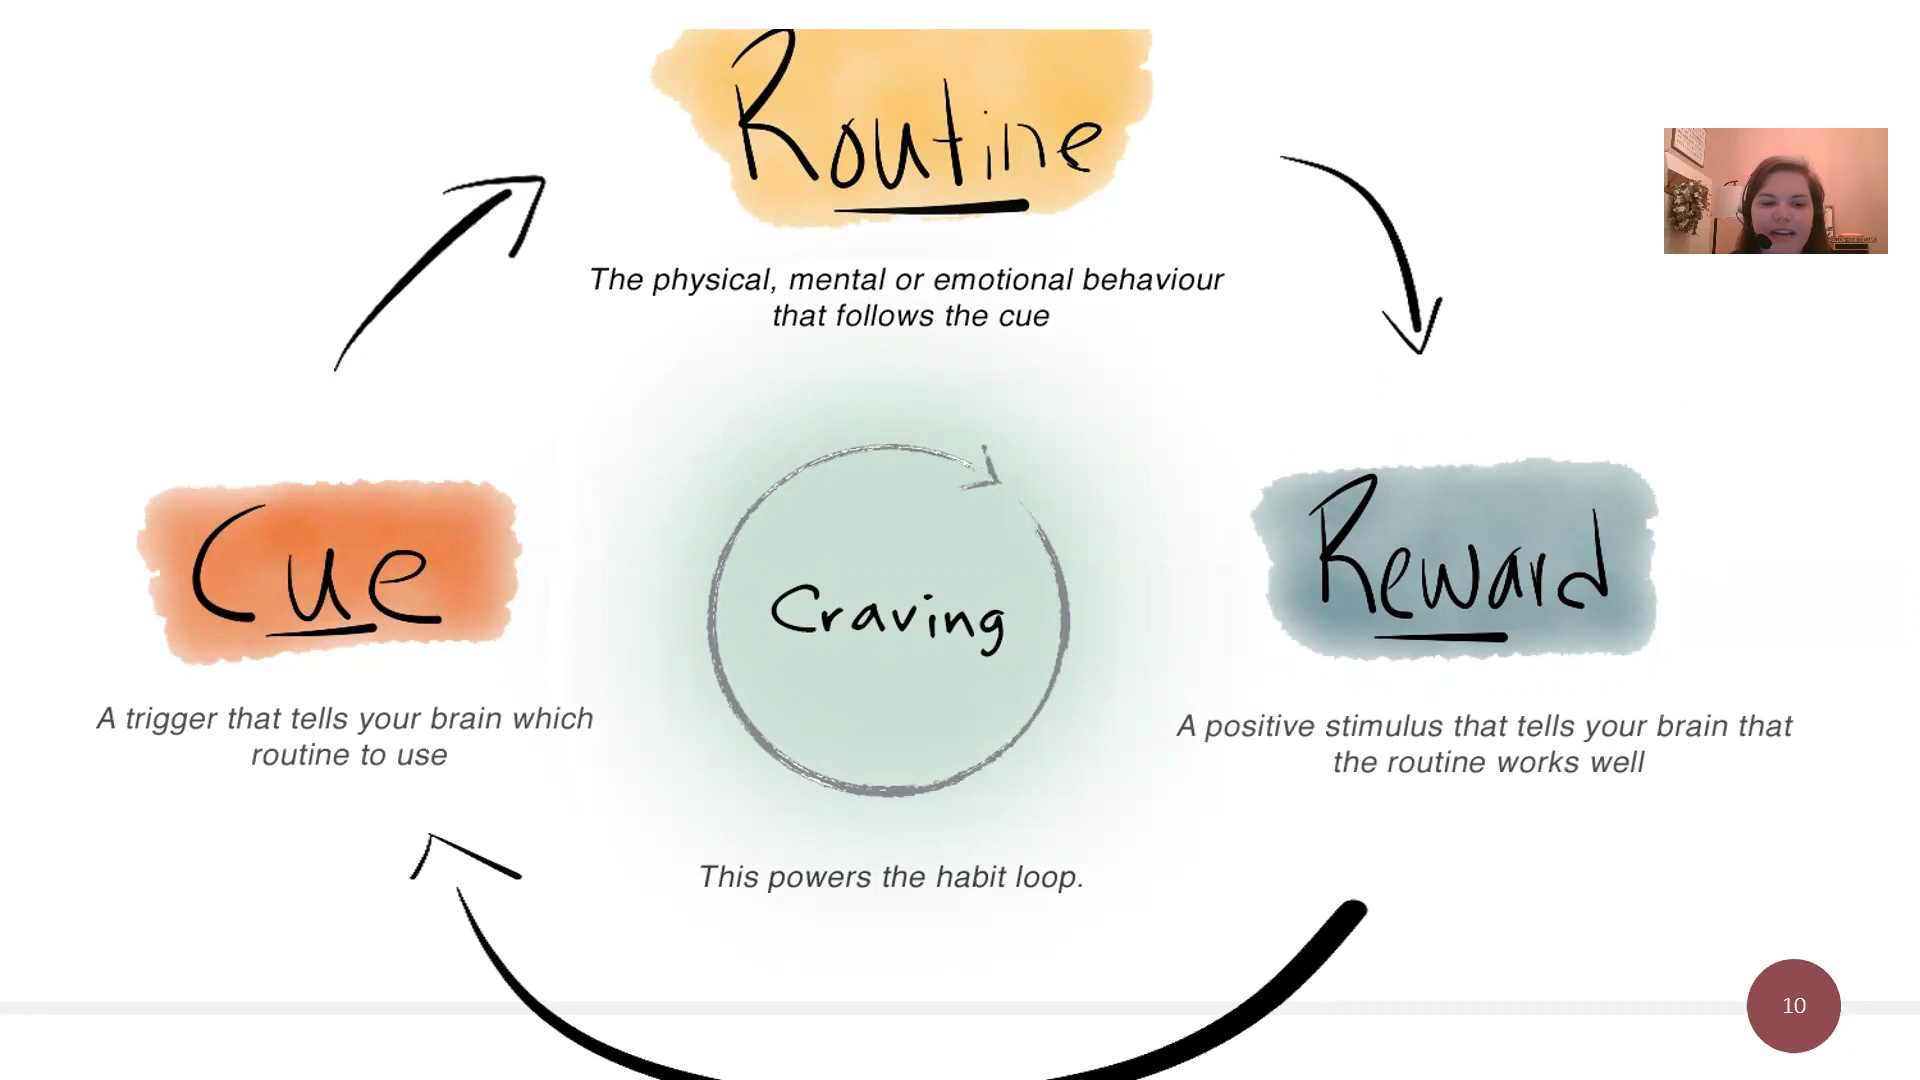 Routine
The physical, mental or emotional behaviour
that follows the cue
Cue
A trigger that tells your brain which
routine to use
Craving
This powers the habit loop.
Reward
A positive stimulus that tells your brain that
the routine works well
10